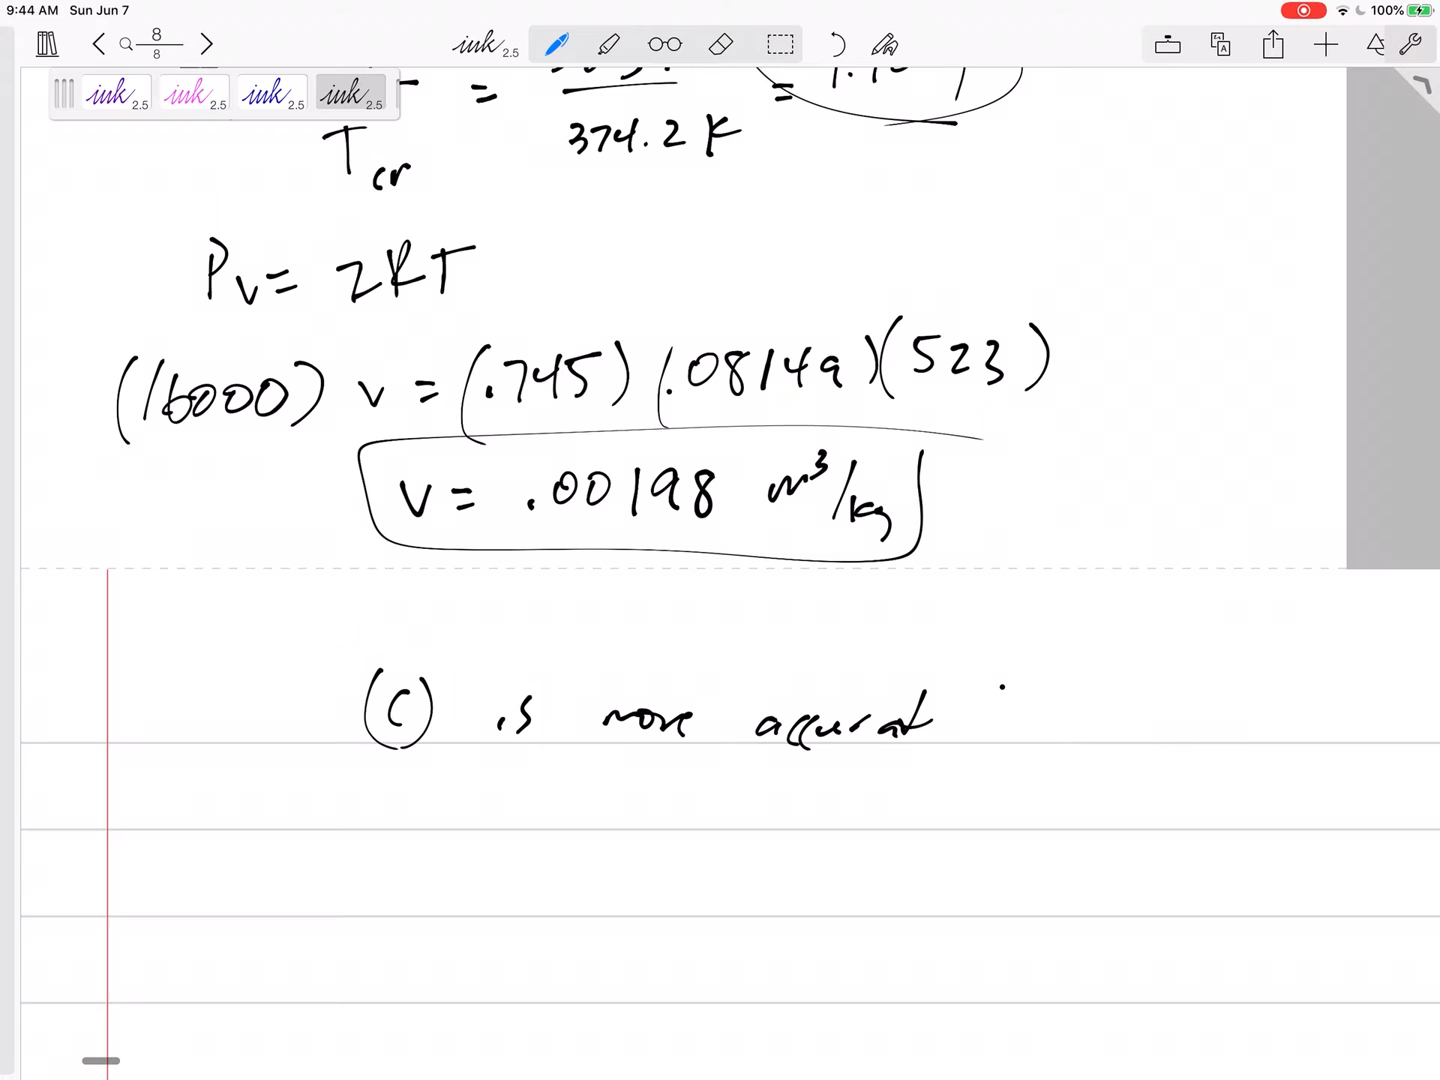 9:44 AM Sun Jun 7
100%
8
8
ink 2.5
ink 2.5 ink 2.5 ink 2.5 ink 2.5
=
=
T cr
374.2 K
Pv = ZRT
(16000) v = (.745) (.08149)(523)
v = .00198 m³/kg
(c) is more accurat